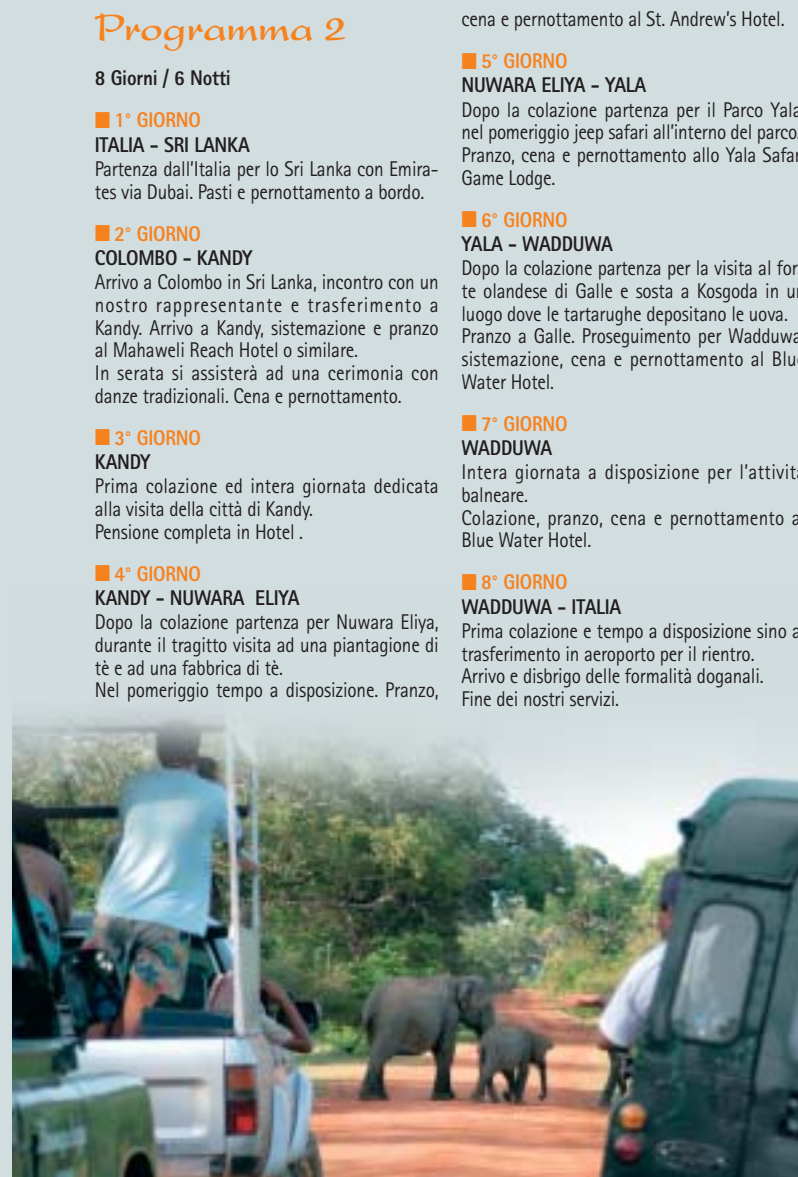 Programma 2
8 Giorni / 6 Notti
1° GIORNO
ITALIA - SRI LANKA
Partenza dall'Italia per lo Sri Lanka con Emira-
tes via Dubai. Pasti e pernottamento a bordo.
2° GIORNO
COLOMBO - KANDY
Arrivo a Colombo in Sri Lanka, incontro con un
nostro rappresentante e trasferimento a
Kandy. Arrivo a Kandy, sistemazione e pranzo
al Mahaweli Reach Hotel o similare.
In serata si assisterà ad una cerimonia con
danze tradizionali. Cena e pernottamento.
3° GIORNO
KANDY
Prima colazione ed intera giornata dedicata
alla visita della città di Kandy.
Pensione completa in Hotel .
4° GIORNO
KANDY - NUWARA ELIYA
Dopo la colazione partenza per Nuwara Eliya,
durante il tragitto visita ad una piantagione di
tè e ad una fabbrica di tè.
Nel pomeriggio tempo a disposizione. Pranzo,
cena e pernottamento al St. Andrew's Hotel.
5° GIORNO
NUWARA ELIYA - YALA
Dopo la colazione partenza per il Parco Yala
nel pomeriggio jeep safari all'interno del parco.
Pranzo, cena e pernottamento allo Yala Safar
Game Lodge.
6° GIORNO
YALA - WADDUWA
Dopo la colazione partenza per la visita al for
te olandese di Galle e sosta a Kosgoda in un
luogo dove le tartarughe depositano le uova.
Pranzo a Galle. Proseguimento per Wadduwa
sistemazione, cena e pernottamento al Blue
Water Hotel.
7° GIORNO
WADDUWA
Intera giornata a disposizione per l'attivita
balneare.
Colazione, pranzo, cena e pernottamento a
Blue Water Hotel.
8° GIORNO
WADDUWA - ITALIA
Prima colazione e tempo a disposizione sino a
trasferimento in aeroporto per il rientro.
Arrivo e disbrigo delle formalità doganali.
Fine dei nostri servizi.